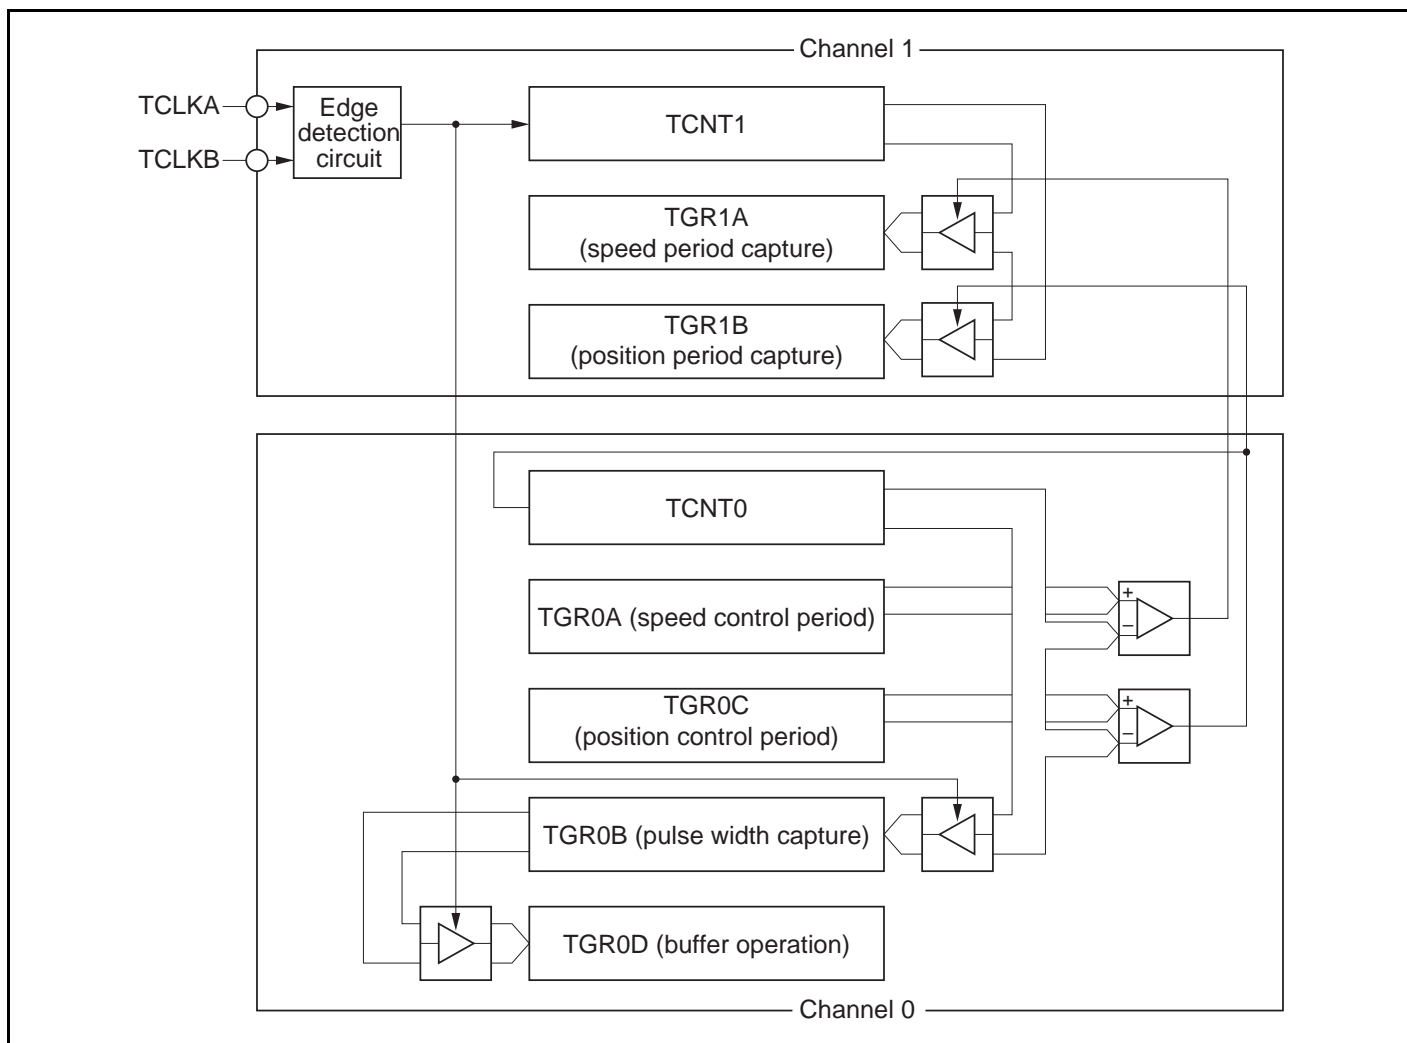 Channel 1
TCLKA
TCLKB
Edge
detection
circuit
TCNT1
TGR1A
(speed period capture)
TGR1B
(position period capture)
TCNT0
TGR0A (speed control period)
+
−
TGR0C
(position control period)
+
−
TGR0B (pulse width capture)
TGR0D (buffer operation)
Channel 0